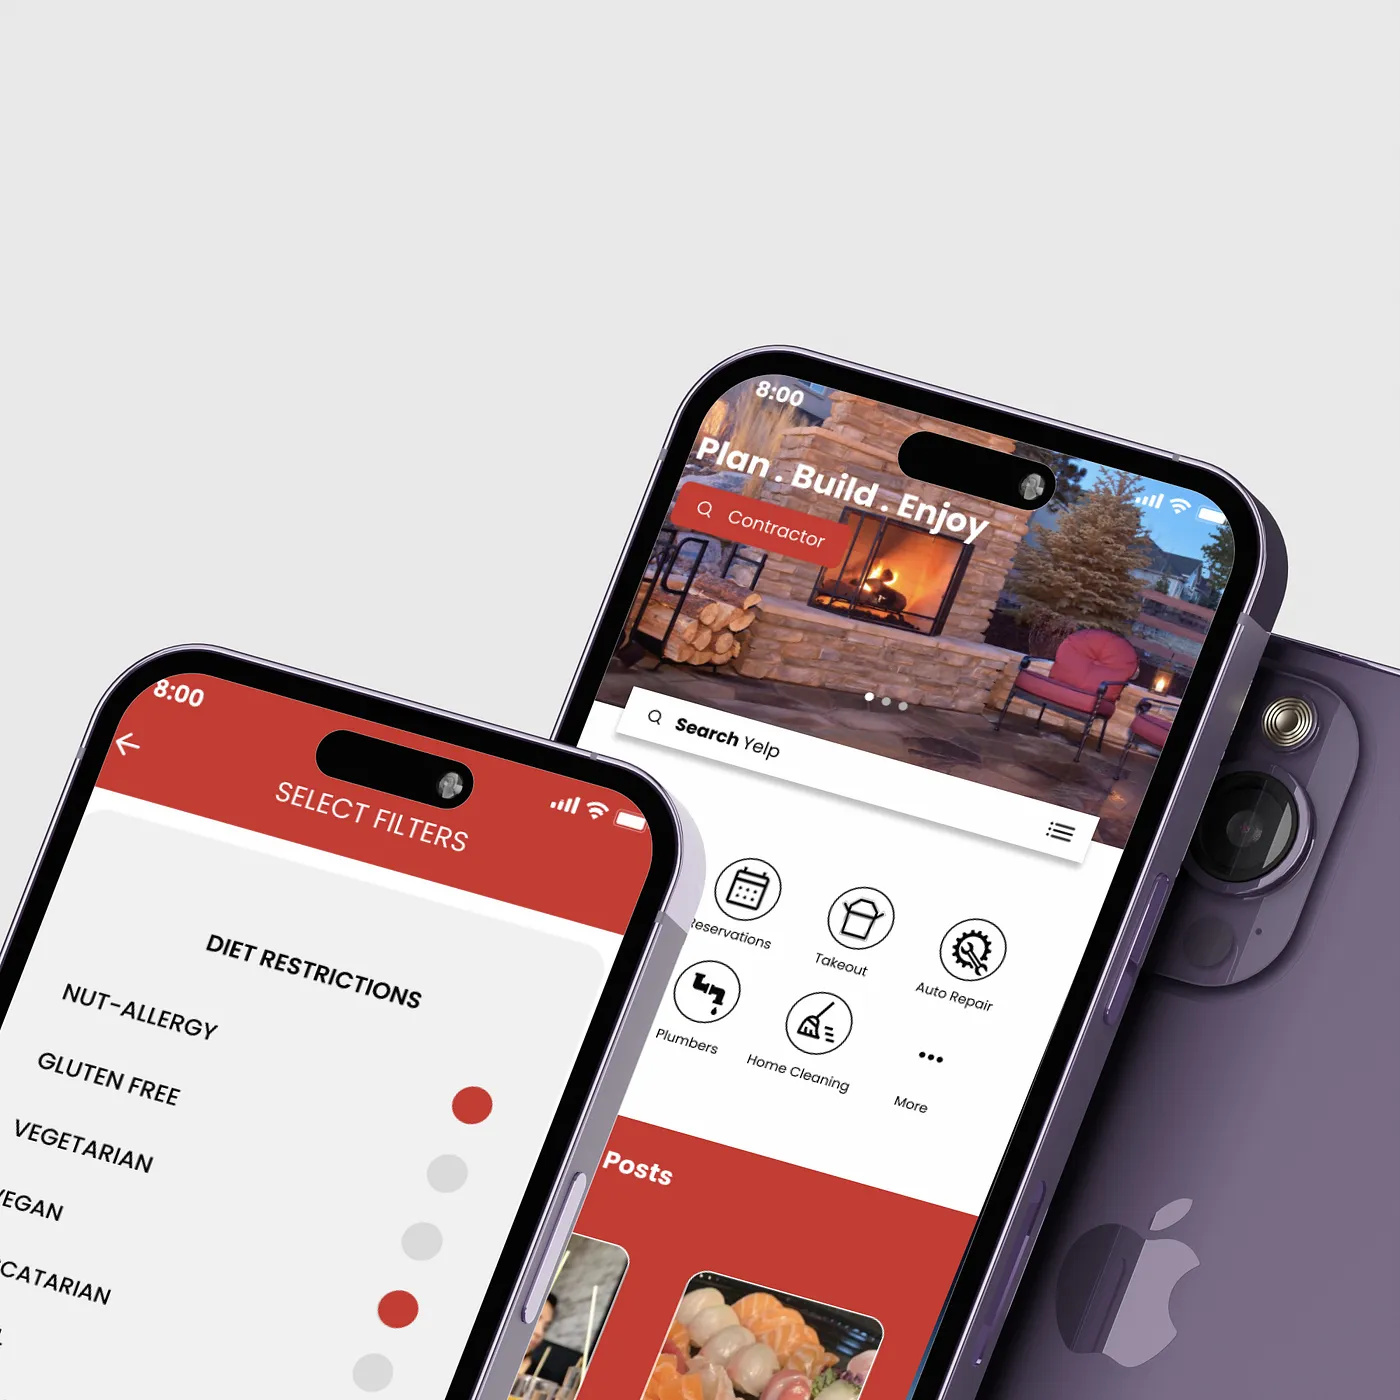 8:00
Plan . Build . Enjoy
Contractor
Search Yelp
Reservations
Takeout
Auto Repair
Plumbers
Home Cleaning
More
Posts
8:00
SELECT FILTERS
DIET RESTRICTIONS
NUT-ALLERGY
GLUTEN FREE
VEGETARIAN
VEGAN
CATARIAN